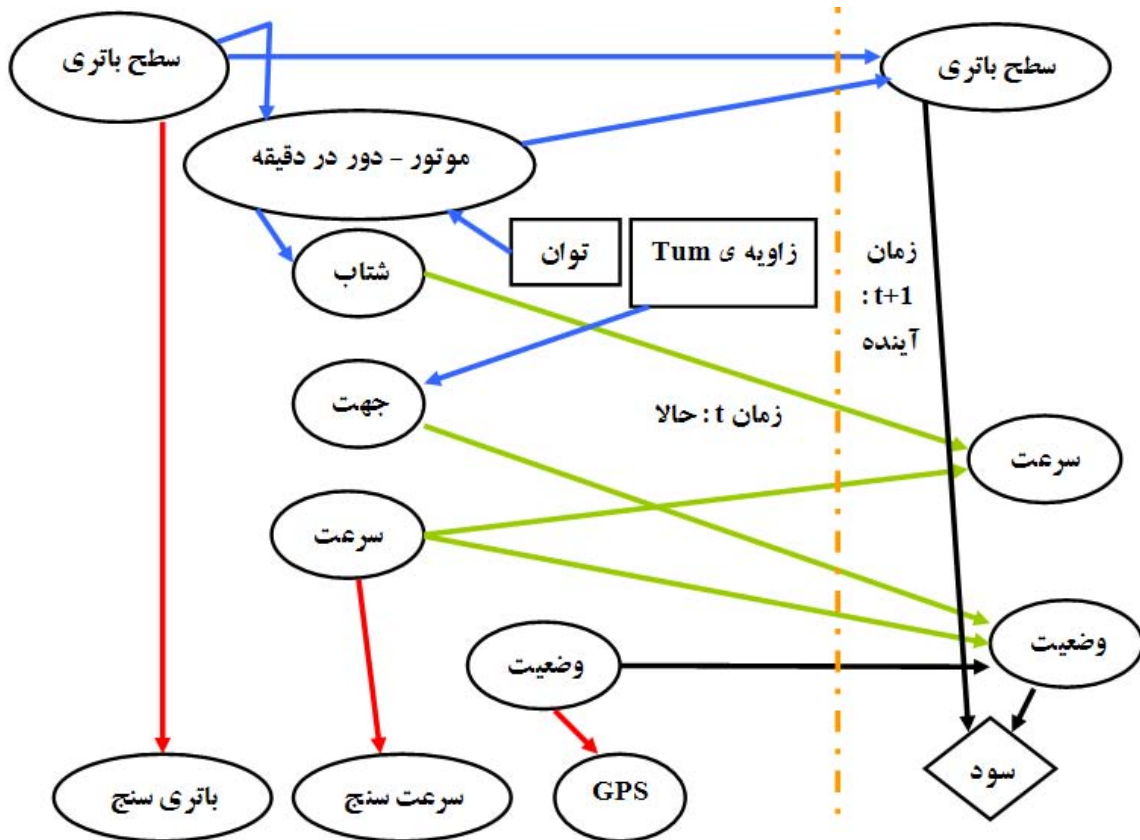 سطح باتری
سطح باتری
موتور – دور در دقیقه
توان
زاویه ی Tum
زمان
t+1 :
آینده
شتاب
جهت
زمان t : حالا
سرعت
سرعت
وضعیت
وضعیت
باتری سنج
سرعت سنج
GPS
سود